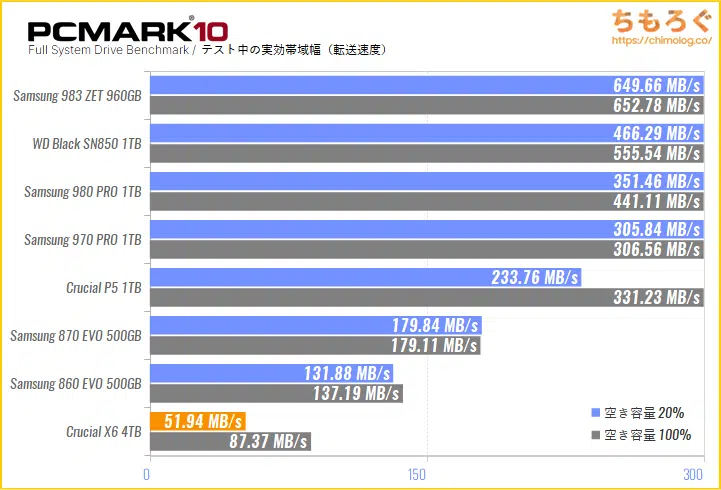 PCMARK®10
ちもろぐ
Full System Drive Benchmark / テスト中の実効帯域幅（転送速度）
https://chimolog.co/
Samsung 983 ZET 960GB
649.66 MB/s
652.78 MB/s
WD Black SN850 1TB
466.29 MB/s
555.54 MB/s
Samsung 980 PRO 1TB
351.46 MB/s
441.11 MB/s
Samsung 970 PRO 1TB
305.84 MB/s
306.56 MB/s
Crucial P5 1TB
233.76 MB/s
331.23 MB/s
Samsung 870 EVO 500GB
179.84 MB/s
179.11 MB/s
Samsung 860 EVO 500GB
131.88 MB/s
137.19 MB/s
Crucial X6 4TB
51.94 MB/s
87.37 MB/s
空き容量 20%
空き容量 100%
0 150 300